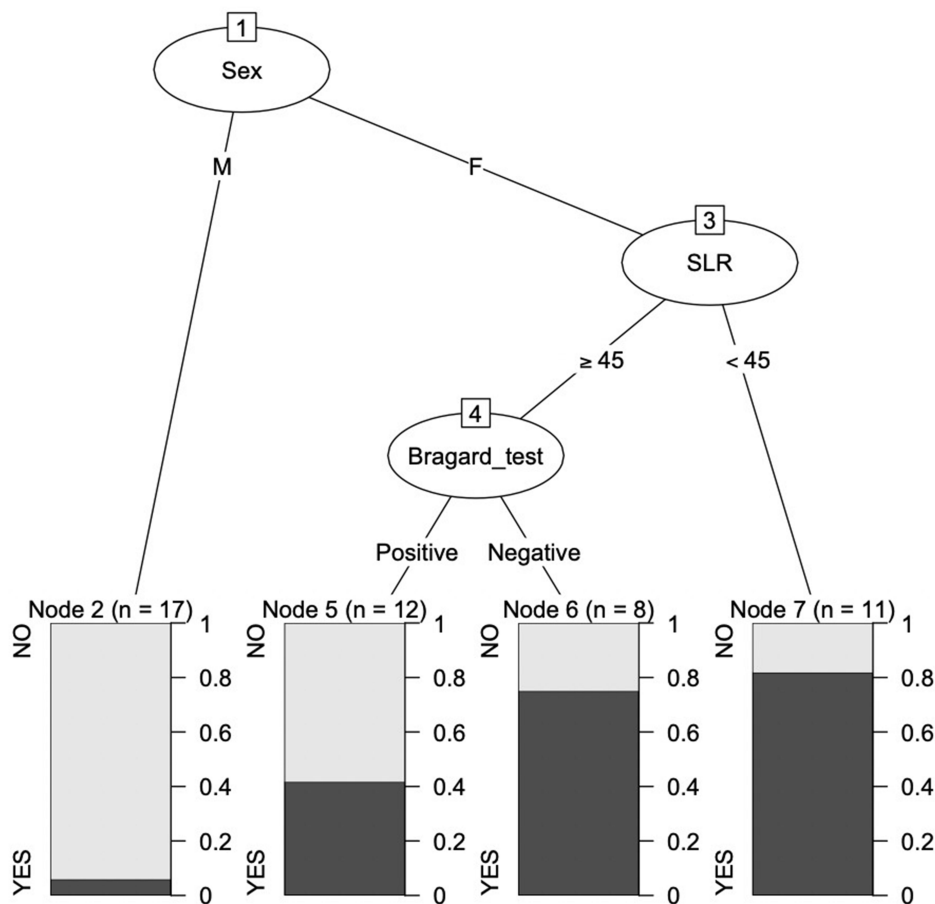 1
Sex
M
F
3
SLR
≥ 45
< 45
4
Bragard_test
Positive
Negative
Node 2 (n = 17)
NO
YES
1
0.8
0.6
0.4
0.2
0
Node 5 (n = 12)
NO
YES
1
0.8
0.6
0.4
0.2
0
Node 6 (n = 8)
NO
YES
1
0.8
0.6
0.4
0.2
0
Node 7 (n = 11)
NO
YES
1
0.8
0.6
0.4
0.2
0